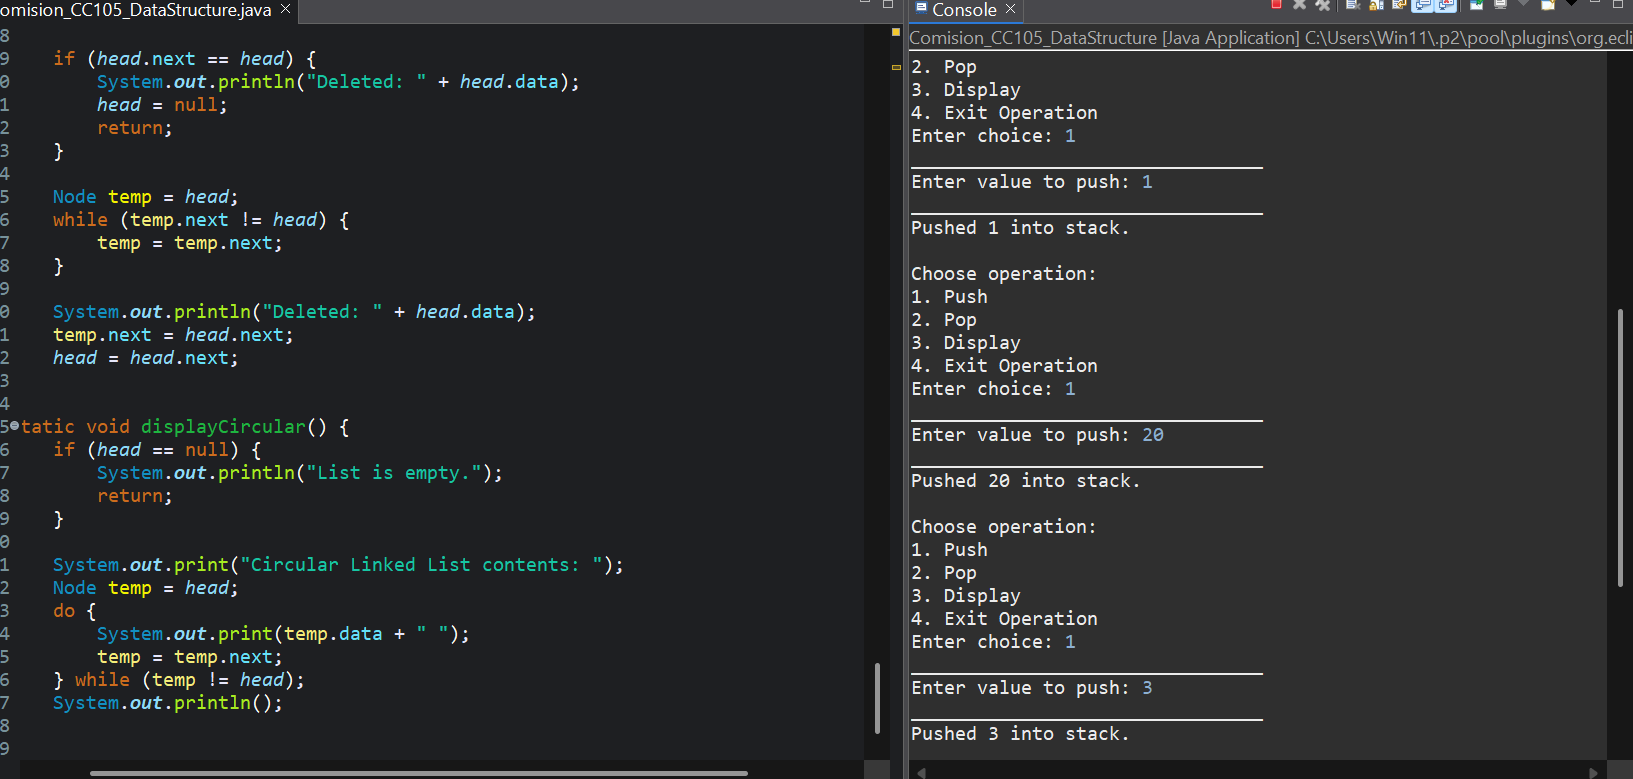 omision_CC105_DataStructure.java
8
9 if (head.next == head) {
0 System.out.println("Deleted: " + head.data);
1 head = null;
2 return;
3 }
4
5 Node temp = head;
6 while (temp.next != head) {
7 temp = temp.next;
8 }
9
0 System.out.println("Deleted: " + head.data);
1 temp.next = head.next;
2 head = head.next;
3
4
5 tatic void displayCircular() {
6 if (head == null) {
7 System.out.println("List is empty.");
8 return;
9 }
0
1 System.out.print("Circular Linked List contents: ");
2 Node temp = head;
3 do {
4 System.out.print(temp.data + " ");
5 temp = temp.next;
6 } while (temp != head);
7 System.out.println();
8
9
Console
Comision_CC105_DataStructure [Java Application] C:\Users\Win11\.p2\pool\plugins\org.ecli
2. Pop
3. Display
4. Exit Operation
Enter choice: 1
________________________________
Enter value to push: 1
________________________________
Pushed 1 into stack.
Choose operation:
1. Push
2. Pop
3. Display
4. Exit Operation
Enter choice: 1
________________________________
Enter value to push: 20
________________________________
Pushed 20 into stack.
Choose operation:
1. Push
2. Pop
3. Display
4. Exit Operation
Enter choice: 1
________________________________
Enter value to push: 3
________________________________
Pushed 3 into stack.